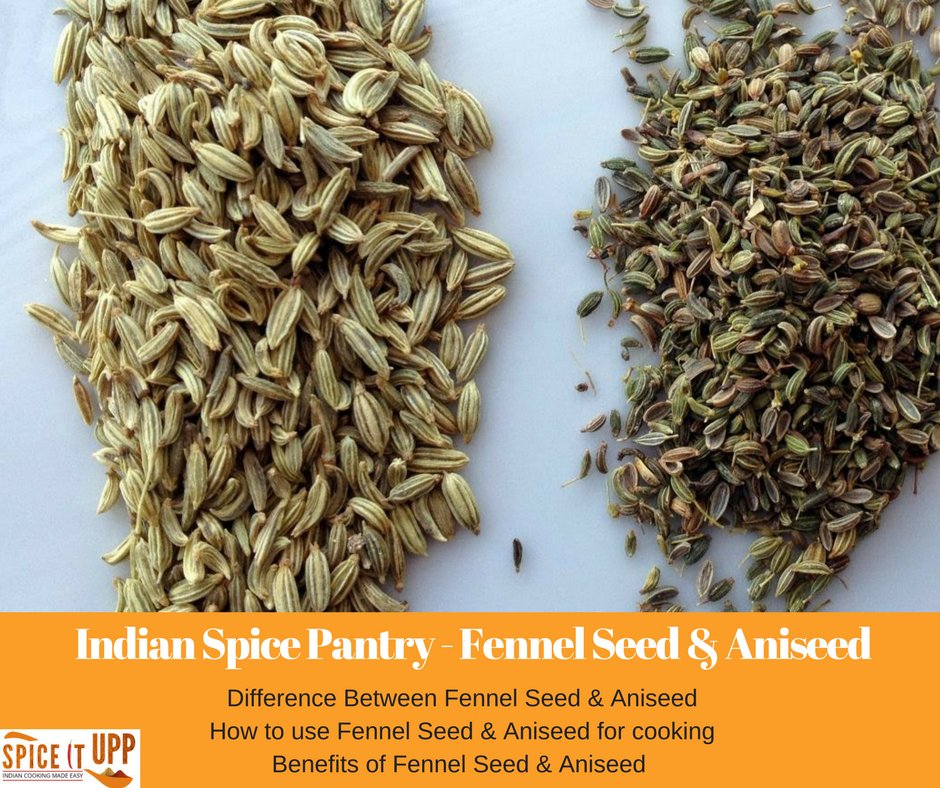 Indian Spice Pantry - Fennel Seed & Aniseed
Difference Between Fennel Seed & Aniseed
How to use Fennel Seed & Aniseed for cooking
Benefits of Fennel Seed & Aniseed
SPICE IT UPP
INDIAN COOKING MADE EASY